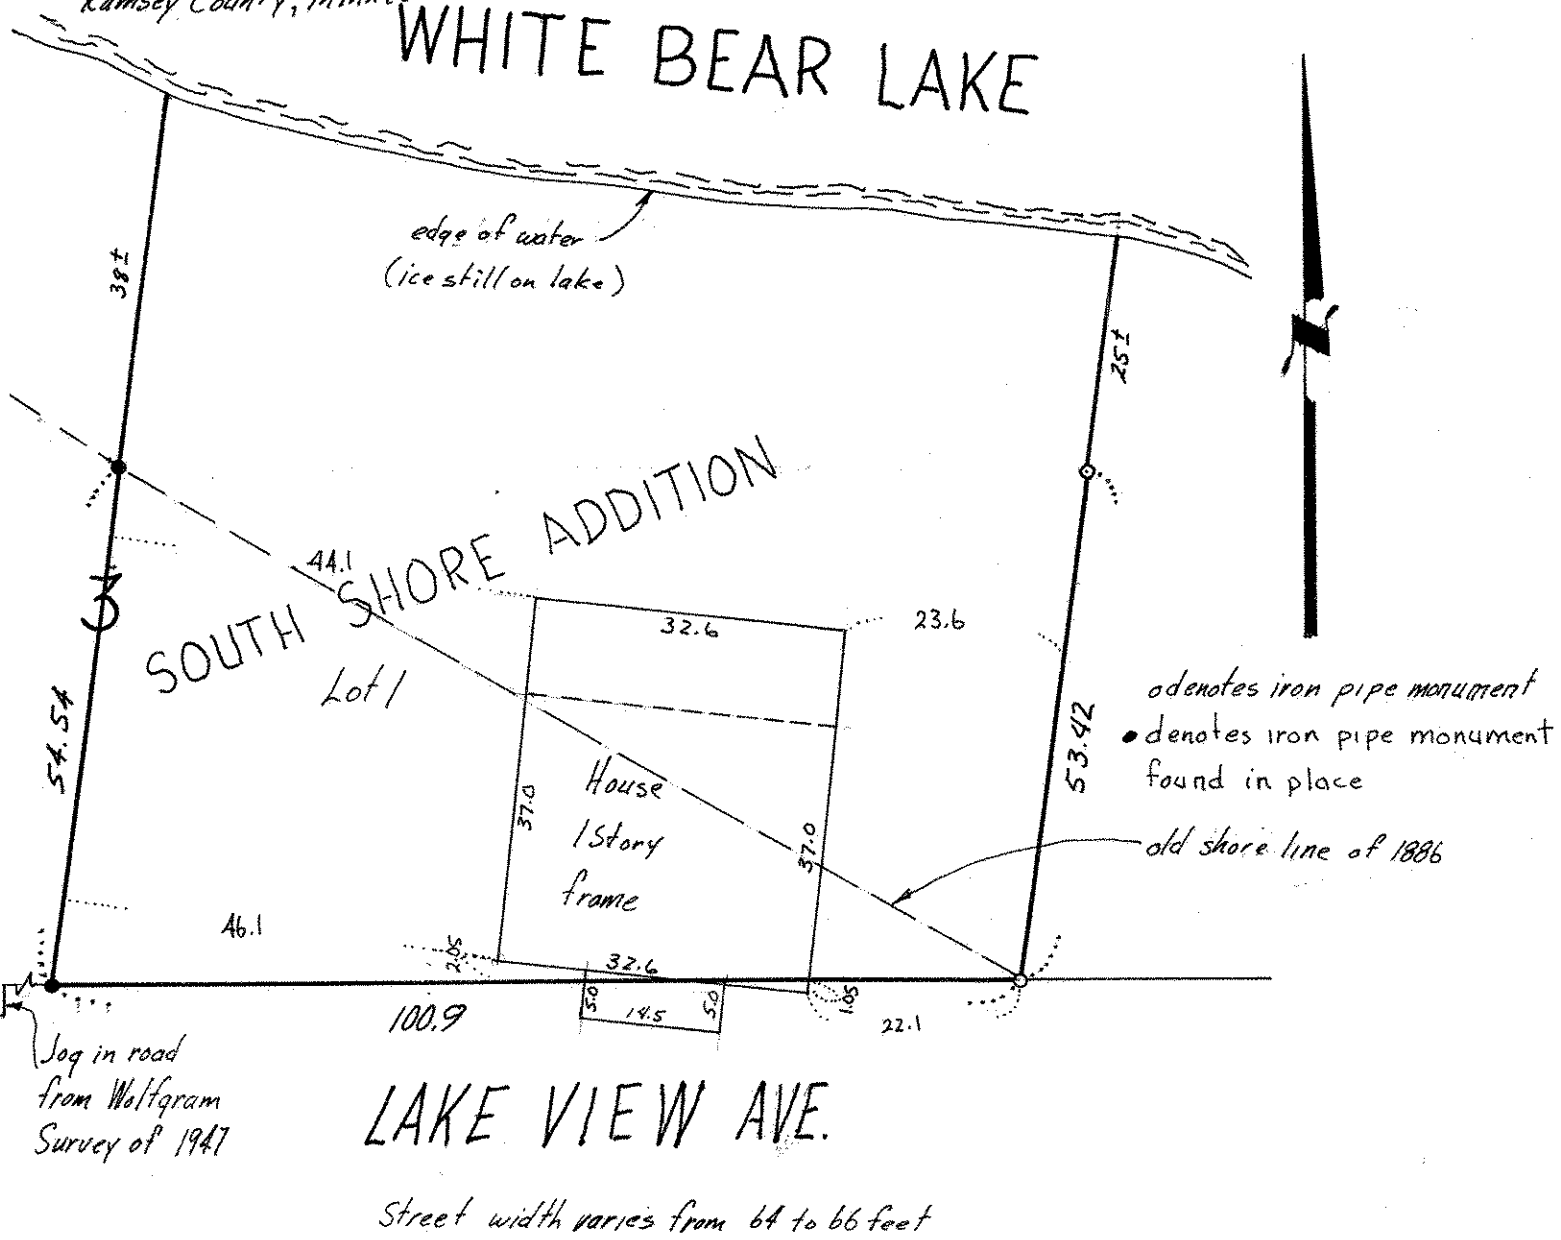 Ramsey County,
WHITE BEAR LAKE
edge of water
(ice still on lake)
38±
25±
N
44.1
SOUTH SHORE ADDITION
32.6
23.6
Lot 1
54.54
53.42
o denotes iron pipe monument
• denotes iron pipe monument
found in place
House
1 Story
frame
37.0
37.0
old shore line of 1886
46.1
2.05
32.6
5.0
14.5
5.0
1.05
22.1
100.9
Jog in road
from Wolfgram
Survey of 1947
LAKE VIEW AVE.
Street width varies from 64 to 66 feet